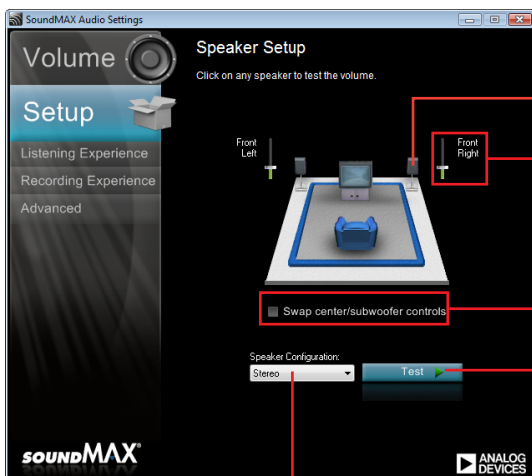 SoundMAX Audio Settings
Volume
Setup
Listening Experience
Recording Experience
Advanced
Speaker Setup
Click on any speaker to test the volume.
Front
Left
Front
Right
Swap center/subwoofer controls
Speaker Configuration:
Stereo
Test
SOUNDMAX®
ANALOG
DEVICES